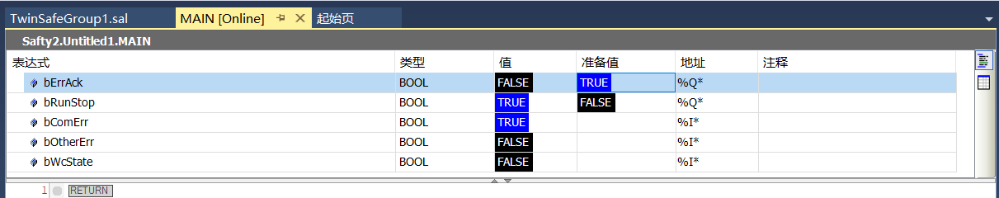 TwinSafeGroup1.sal MAIN [Online] 起始页
Safty2.Untitled1.MAIN
表达式 类型 值 准备值 地址 注释
bErrAck BOOL FALSE TRUE %Q*
bRunStop BOOL TRUE FALSE %Q*
bComErr BOOL TRUE %I*
bOtherErr BOOL FALSE %I*
bWcState BOOL FALSE %I*
1 RETURN